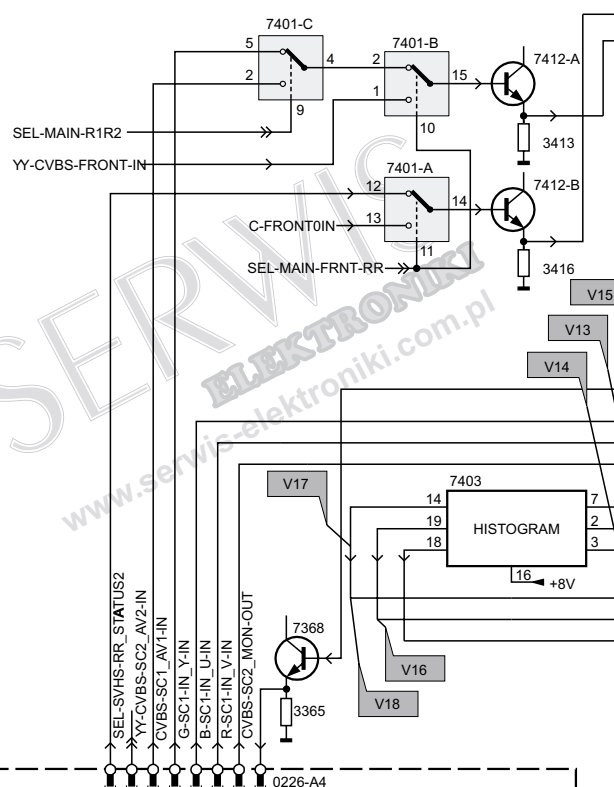 7401-C
5
2
4
9
7401-B
2
1
15
10
7412-A
3413
SEL-MAIN-R1R2
YY-CVBS-FRONT-IN
7401-A
12
13
14
11
7412-B
3416
C-FRONT0IN
SEL-MAIN-FRNT-RR
V15
V13
V14
SERWIS
ELEKTRONIKI
www.serwis-elektroniki.com.pl
V17
7403
14
19
18
HISTOGRAM
7
2
3
16
+8V
7368
3365
V16
V18
SEL-SVHS-RR_STATUS2
YY-CVBS-SC2_AV2-IN
CVBS-SC1_AV1-IN
G-SC1-IN_Y-IN
B-SC1-IN_U-IN
R-SC1-IN_V-IN
CVBS-SC2_MON-OUT
0226-A4